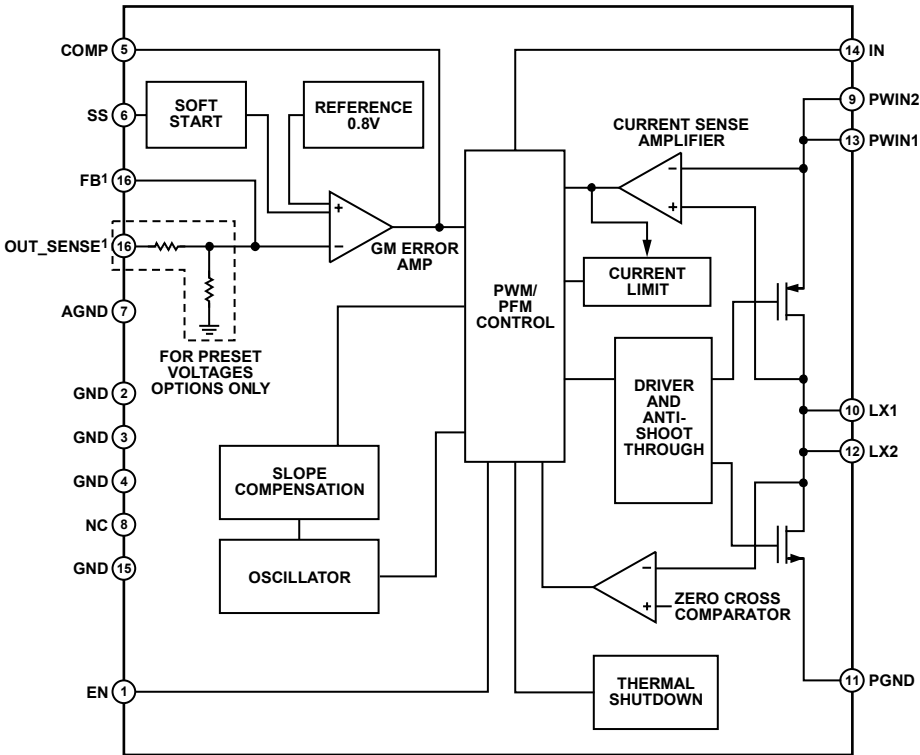 COMP 5
SS 6
SOFT
START
REFERENCE
0.8V
FB1 16
OUT_SENSE1 16
AGND 7
FOR PRESET
VOLTAGES
OPTIONS ONLY
GND 2
GND 3
GND 4
NC 8
GND 15
EN 1
+
−
GM ERROR
AMP
SLOPE
COMPENSATION
OSCILLATOR
PWM/
PFM
CONTROL
CURRENT SENSE
AMPLIFIER
−
+
CURRENT
LIMIT
DRIVER
AND
ANTI-
SHOOT
THROUGH
−
+
ZERO CROSS
COMPARATOR
THERMAL
SHUTDOWN
14 IN
9 PWIN2
13 PWIN1
10 LX1
12 LX2
11 PGND